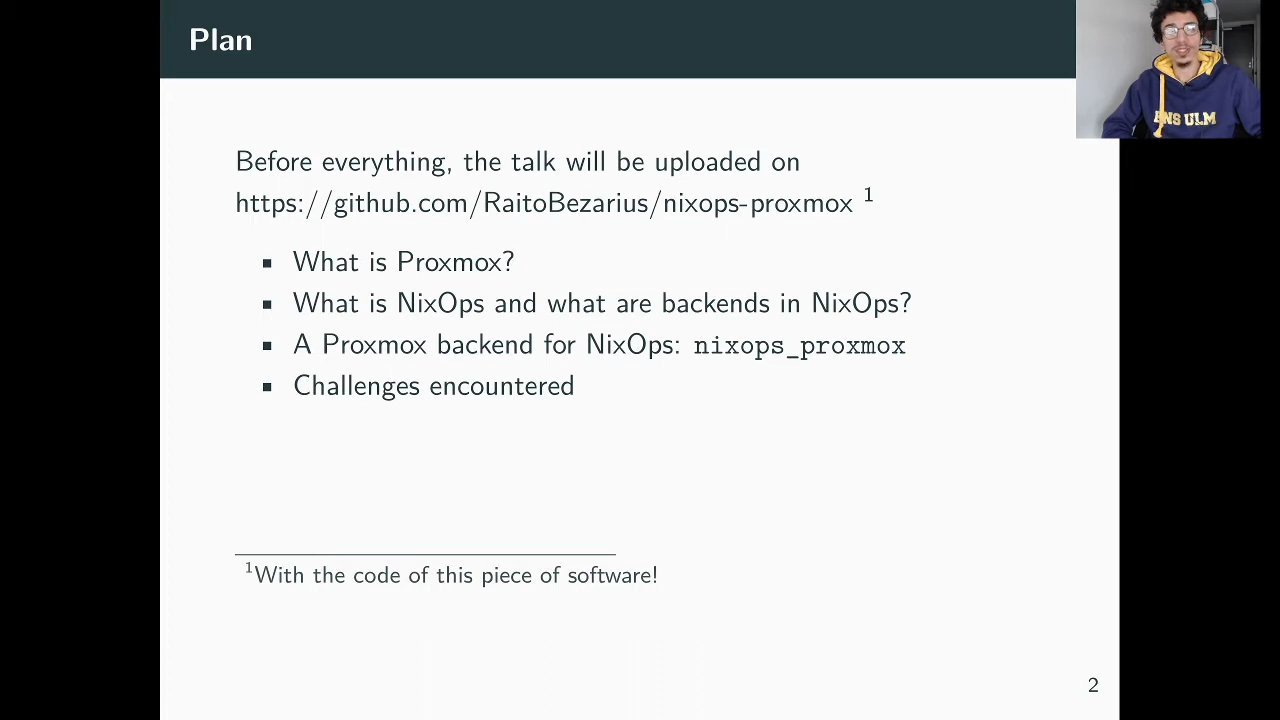 Plan
Before everything, the talk will be uploaded on
https://github.com/RaitoBezarius/nixops-proxmox 1
▪ What is Proxmox?
▪ What is NixOps and what are backends in NixOps?
▪ A Proxmox backend for NixOps: nixops_proxmox
▪ Challenges encountered
1With the code of this piece of software!
2
ENS ULM